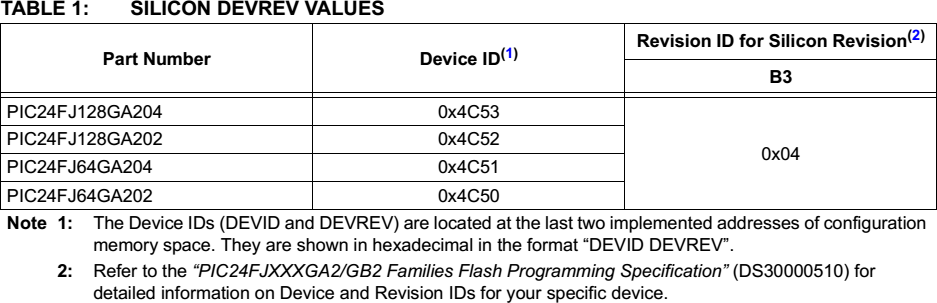 TABLE 1: SILICON DEVREV VALUES
Part Number Device ID(1) Revision ID for Silicon Revision(2)
B3
PIC24FJ128GA204 0x4C53 0x04
PIC24FJ128GA202 0x4C52
PIC24FJ64GA204 0x4C51
PIC24FJ64GA202 0x4C50
Note 1: The Device IDs (DEVID and DEVREV) are located at the last two implemented addresses of configuration
memory space. They are shown in hexadecimal in the format “DEVID DEVREV”.
2: Refer to the “PIC24FJXXXGA2/GB2 Families Flash Programming Specification” (DS30000510) for
detailed information on Device and Revision IDs for your specific device.